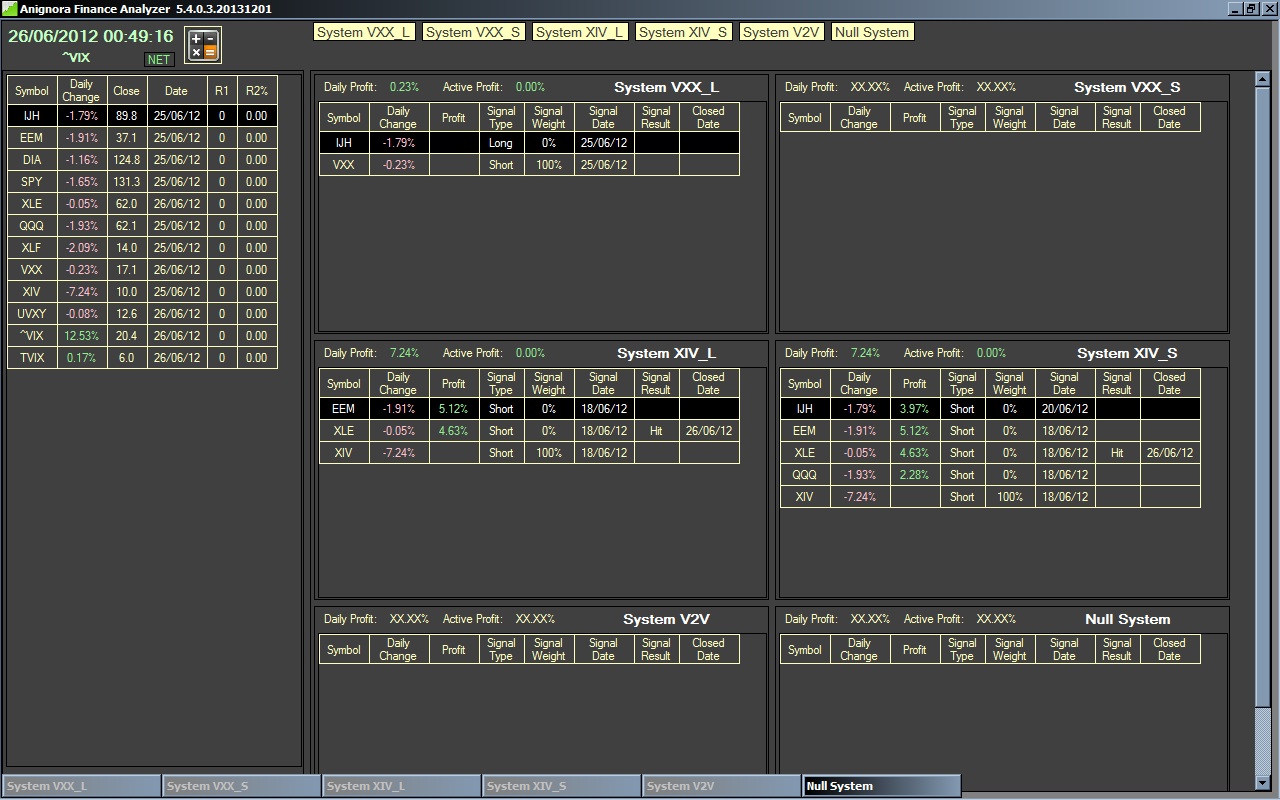 Anignora Finance Analyzer 5.4.0.3.20131201
26/06/2012 00:49:16
^VIX NET
System VXX_L System VXX_S System XIV_L System XIV_S System V2V Null System
Symbol Daily Change Close Date R1 R2%
IJH -1.79% 89.8 25/06/12 0 0.00
EEM -1.91% 37.1 25/06/12 0 0.00
DIA -1.16% 124.8 25/06/12 0 0.00
SPY -1.65% 131.3 25/06/12 0 0.00
XLE -0.05% 62.0 26/06/12 0 0.00
QQQ -1.93% 62.1 25/06/12 0 0.00
XLF -2.09% 14.0 25/06/12 0 0.00
VXX -0.23% 17.1 26/06/12 0 0.00
XIV -7.24% 10.0 25/06/12 0 0.00
UVXY -0.08% 12.6 26/06/12 0 0.00
^VIX 12.53% 20.4 26/06/12 0 0.00
TVIX 0.17% 6.0 26/06/12 0 0.00
Daily Profit: 0.23% Active Profit: 0.00% System VXX_L
Symbol Daily Change Profit Signal Type Signal Weight Signal Date Signal Result Closed Date
IJH -1.79% Long 0% 25/06/12
VXX -0.23% Short 100% 25/06/12
Daily Profit: XX.XX% Active Profit: XX.XX% System VXX_S
Symbol Daily Change Profit Signal Type Signal Weight Signal Date Signal Result Closed Date
Daily Profit: 7.24% Active Profit: 0.00% System XIV_L
Symbol Daily Change Profit Signal Type Signal Weight Signal Date Signal Result Closed Date
EEM -1.91% 5.12% Short 0% 18/06/12
XLE -0.05% 4.63% Short 0% 18/06/12 Hit 26/06/12
XIV -7.24% Short 100% 18/06/12
Daily Profit: 7.24% Active Profit: 0.00% System XIV_S
Symbol Daily Change Profit Signal Type Signal Weight Signal Date Signal Result Closed Date
IJH -1.79% 3.97% Short 0% 20/06/12
EEM -1.91% 5.12% Short 0% 18/06/12
XLE -0.05% 4.63% Short 0% 18/06/12 Hit 26/06/12
QQQ -1.93% 2.28% Short 0% 18/06/12
XIV -7.24% Short 100% 18/06/12
Daily Profit: XX.XX% Active Profit: XX.XX% System V2V
Symbol Daily Change Profit Signal Type Signal Weight Signal Date Signal Result Closed Date
Daily Profit: XX.XX% Active Profit: XX.XX% Null System
Symbol Daily Change Profit Signal Type Signal Weight Signal Date Signal Result Closed Date
System VXX_L System VXX_S System XIV_L System XIV_S System V2V Null System